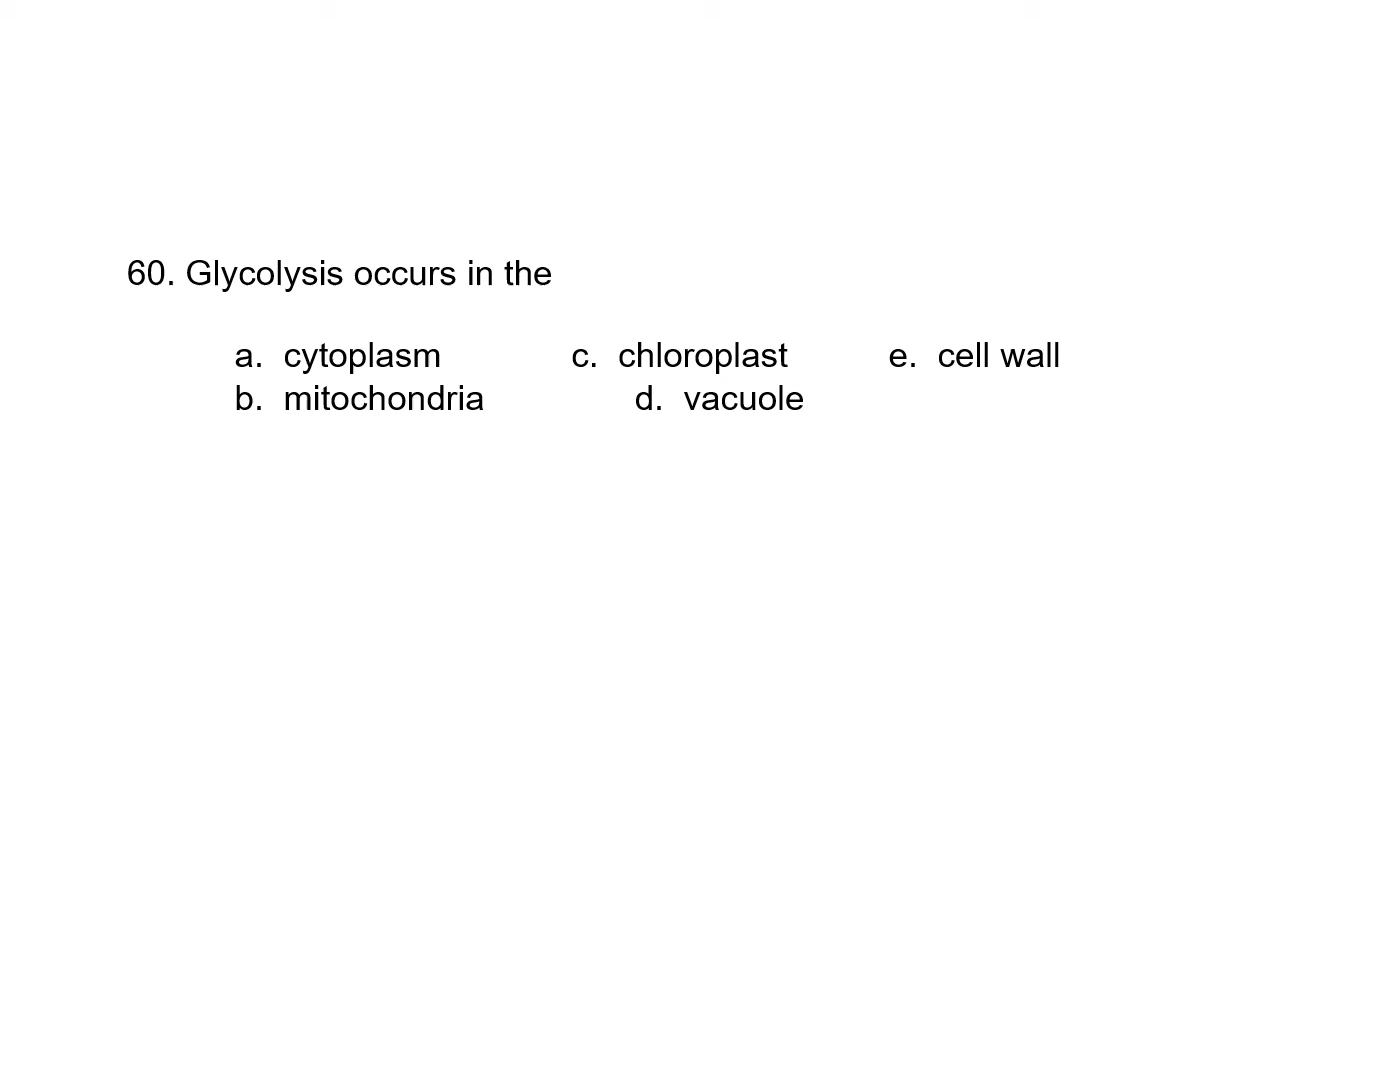 60. Glycolysis occurs in the
a. cytoplasm c. chloroplast e. cell wall
b. mitochondria d. vacuole